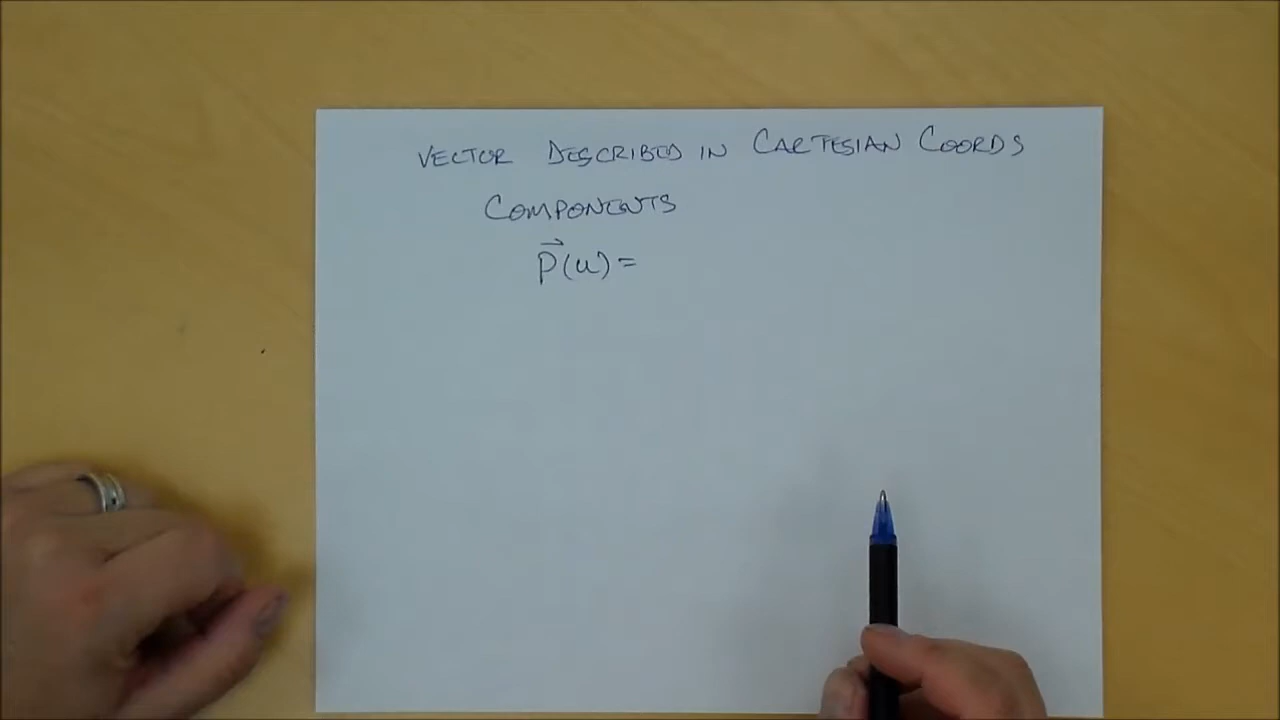 VECTOR DESCRIBED IN CARTESIAN COORDS
COMPONENTS
p⃗(u) =